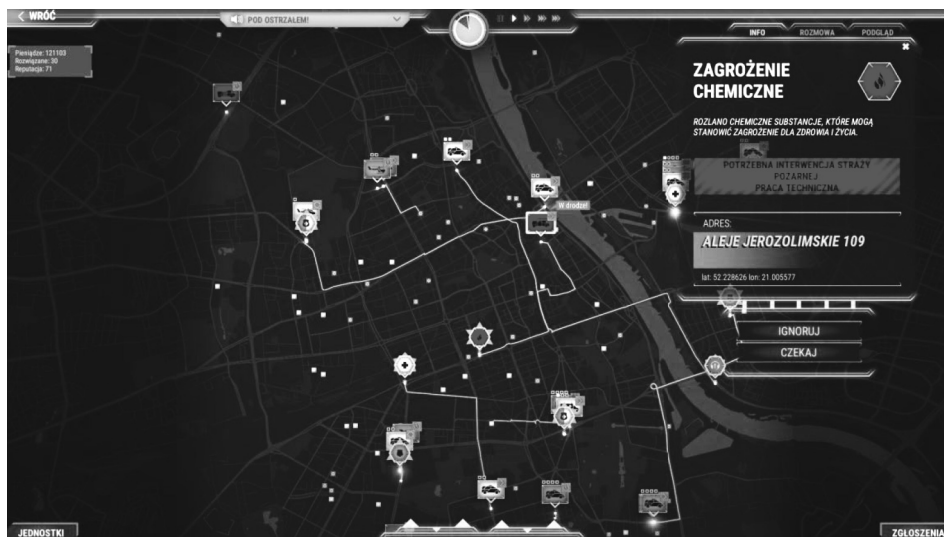 WRÓĆ
POD OSTRZAŁEM!
Pieniądze: 121103
Rozwiązane: 30
Reputacja: 71
INFO
ROZMOWA
PODGLĄD
ZAGROŻENIE
CHEMICZNE
ROZLANO CHEMICZNE SUBSTANCJE, KTÓRE MOGĄ
STANOWIĆ ZAGROŻENIE DLA ZDROWIA I ŻYCIA.
POTRZEBNA INTERWENCJA STRAŻY
POŻARNEJ
PRACA TECHNICZNA
W drodze!
ADRES:
ALEJE JEROZOLIMSKIE 109
lat: 52.228626 lon: 21.005577
IGNORUJ
CZEKAJ
JEDNOSTKI
ZGŁOSZENIA